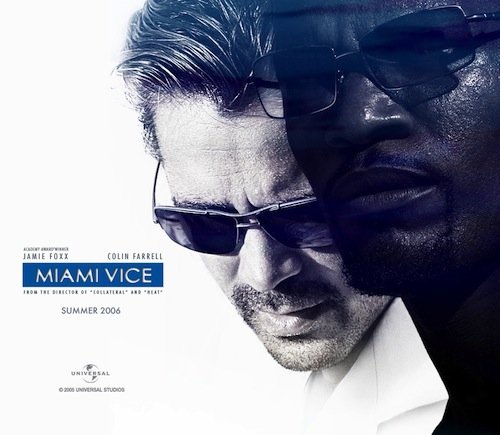 ACADEMY AWARD® WINNER
JAMIE FOXX COLIN FARRELL
MIAMI VICE
FROM THE DIRECTOR OF "COLLATERAL" AND "HEAT"
SUMMER 2006
UNIVERSAL
© 2005 UNIVERSAL STUDIOS